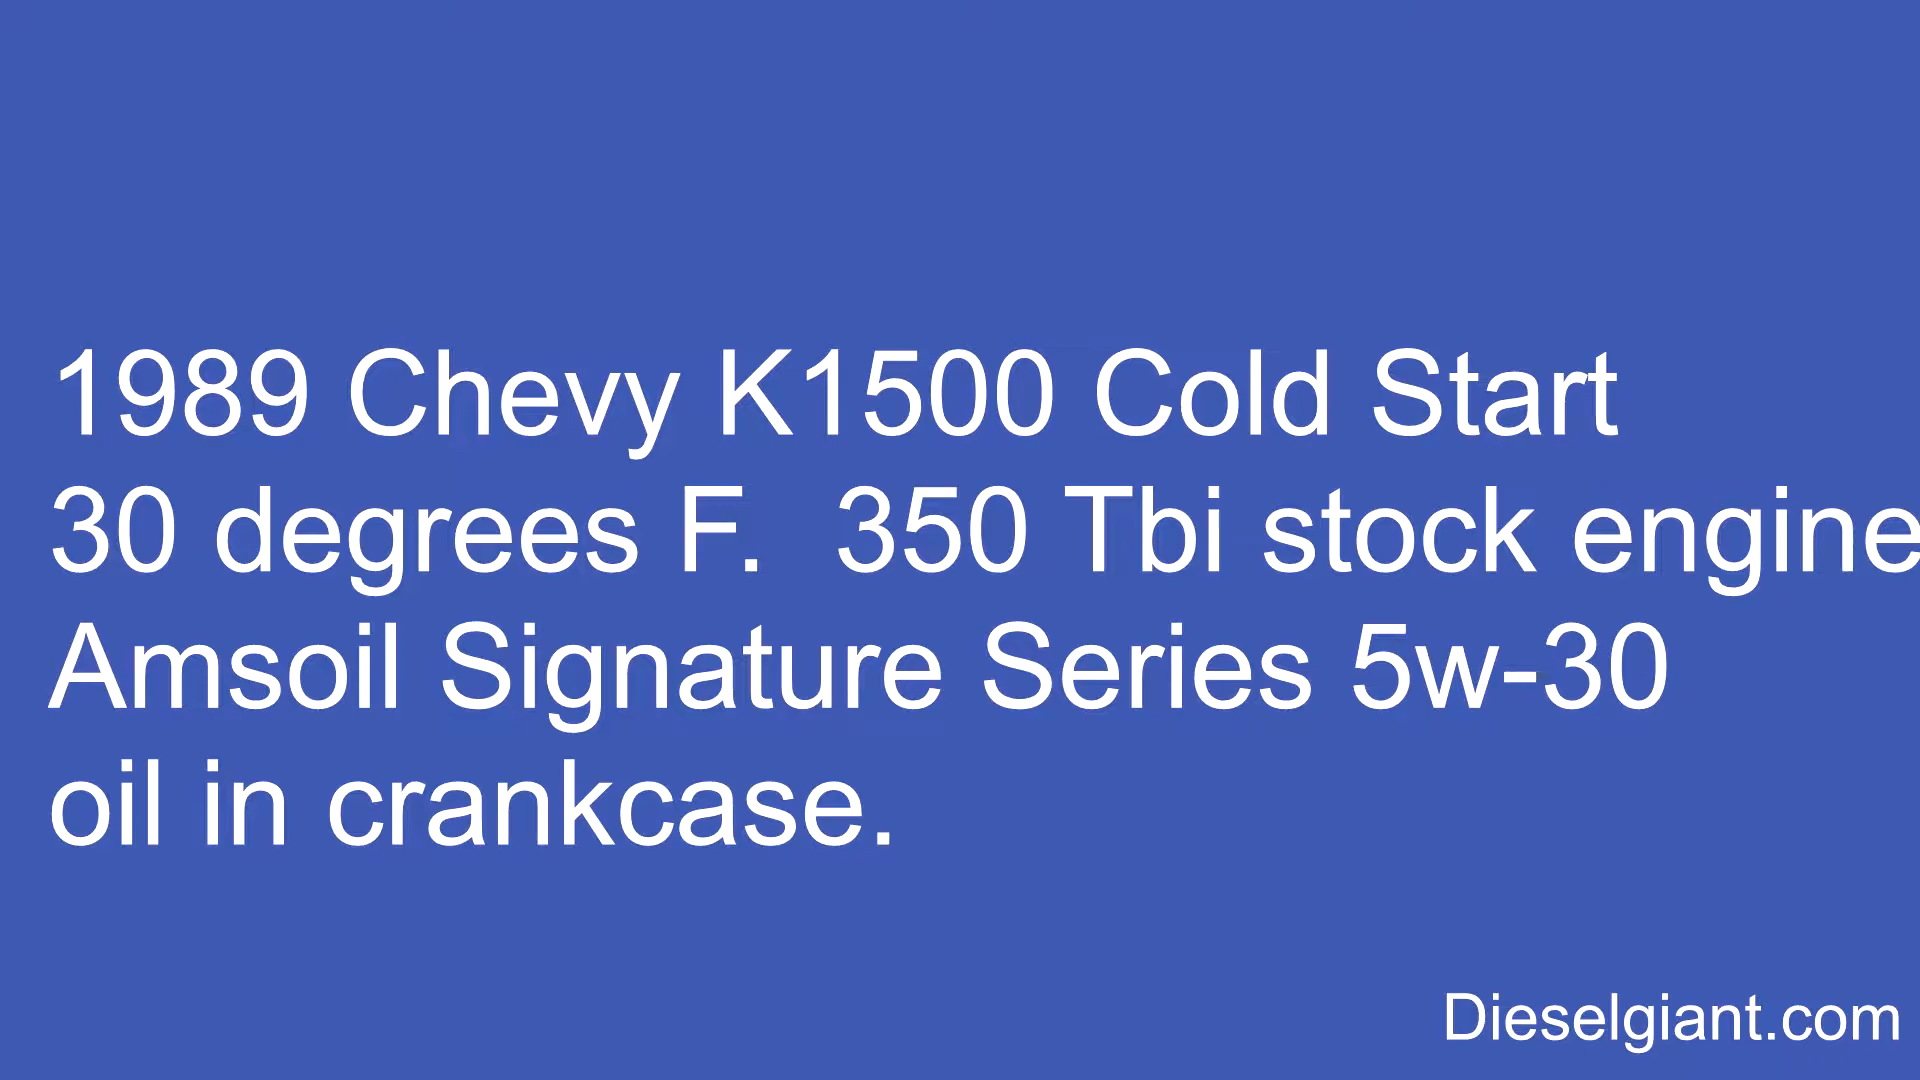 1989 Chevy K1500 Cold Start
30 degrees F.  350 Tbi stock engine
Amsoil Signature Series 5w-30
oil in crankcase.
Dieselgiant.com